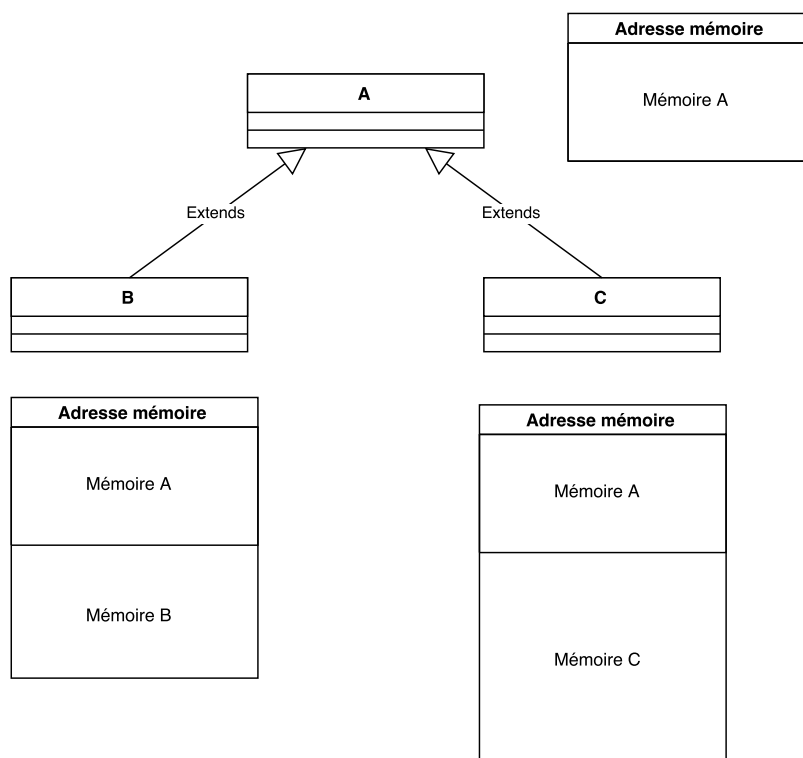 Adresse mémoire
Mémoire A
A
Extends
Extends
B
C
Adresse mémoire
Mémoire A
Mémoire B
Adresse mémoire
Mémoire A
Mémoire C